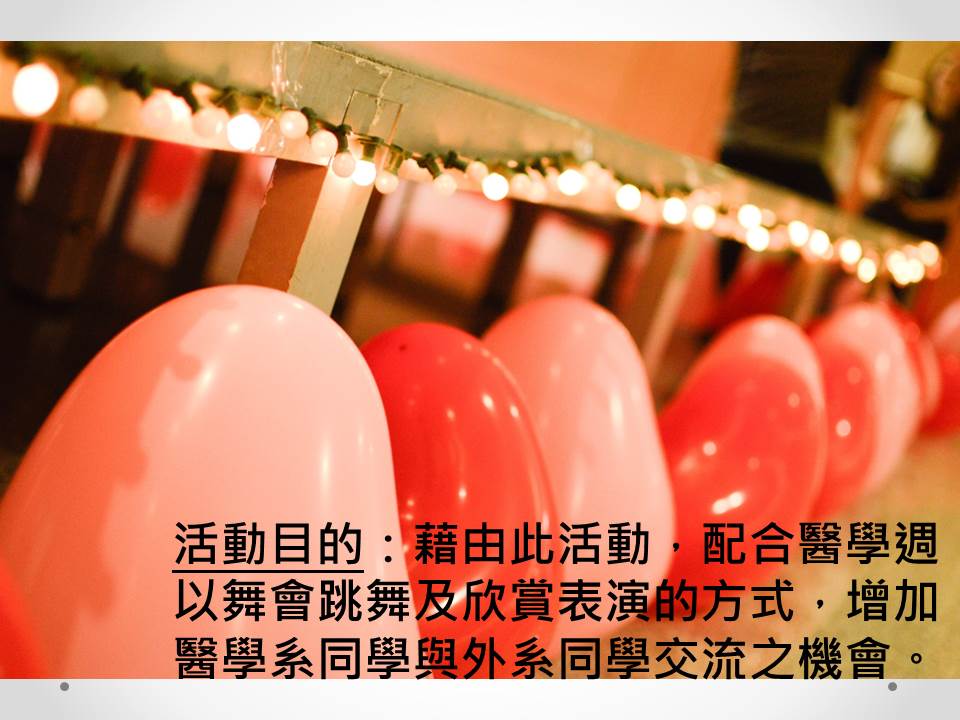 活動目的：藉由此活動，配合醫學週
以舞會跳舞及欣賞表演的方式，增加
醫學系同學與外系同學交流之機會。